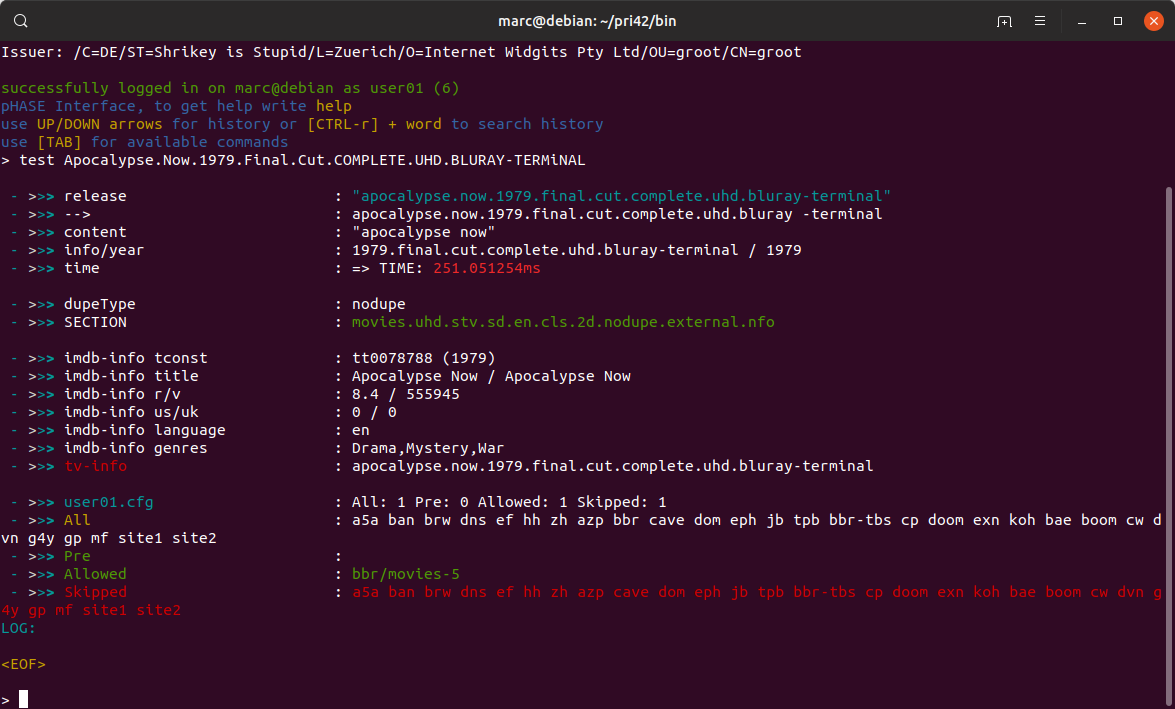 marc@debian: ~/pri42/bin
Issuer: /C=DE/ST=Shrikey is Stupid/L=Zuerich/O=Internet Widgits Pty Ltd/OU=groot/CN=groot
successfully logged in on marc@debian as user01 (6)
pHASE Interface, to get help write help
use UP/DOWN arrows for history or [CTRL-r] + word to search history
use [TAB] for available commands
> test Apocalypse.Now.1979.Final.Cut.COMPLETE.UHD.BLURAY-TERMiNAL
- >>> release : "apocalypse.now.1979.final.cut.complete.uhd.bluray-terminal"
- >>> --> : apocalypse.now.1979.final.cut.complete.uhd.bluray -terminal
- >>> content : "apocalypse now"
- >>> info/year : 1979.final.cut.complete.uhd.bluray-terminal / 1979
- >>> time : => TIME: 251.051254ms
- >>> dupeType : nodupe
- >>> SECTION : movies.uhd.stv.sd.en.cls.2d.nodupe.external.nfo
- >>> imdb-info tconst : tt0078788 (1979)
- >>> imdb-info title : Apocalypse Now / Apocalypse Now
- >>> imdb-info r/v : 8.4 / 555945
- >>> imdb-info us/uk : 0 / 0
- >>> imdb-info language : en
- >>> imdb-info genres : Drama,Mystery,War
- >>> tv-info : apocalypse.now.1979.final.cut.complete.uhd.bluray-terminal
- >>> user01.cfg : All: 1 Pre: 0 Allowed: 1 Skipped: 1
- >>> All : a5a ban brw dns ef hh zh azp bbr cave dom eph jb tpb bbr-tbs cp doom exn koh bae boom cw d
vn g4y gp mf site1 site2
- >>> Pre :
- >>> Allowed : bbr/movies-5
- >>> Skipped : a5a ban brw dns ef hh zh azp cave dom eph jb tpb bbr-tbs cp doom exn koh bae boom cw dvn g
4y gp mf site1 site2
LOG:
<EOF>
>